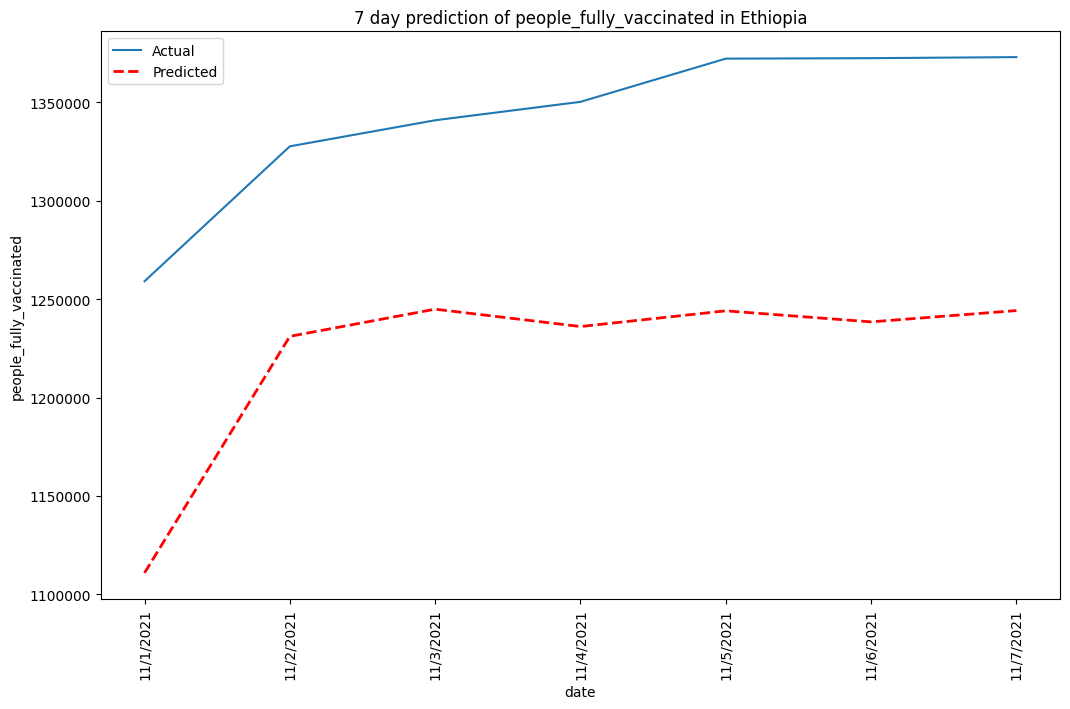 7 day prediction of people_fully_vaccinated in Ethiopia
Actual
Predicted
people_fully_vaccinated
1350000
1300000
1250000
1200000
1150000
1100000
11/1/2021
11/2/2021
11/3/2021
11/4/2021
11/5/2021
11/6/2021
11/7/2021
date